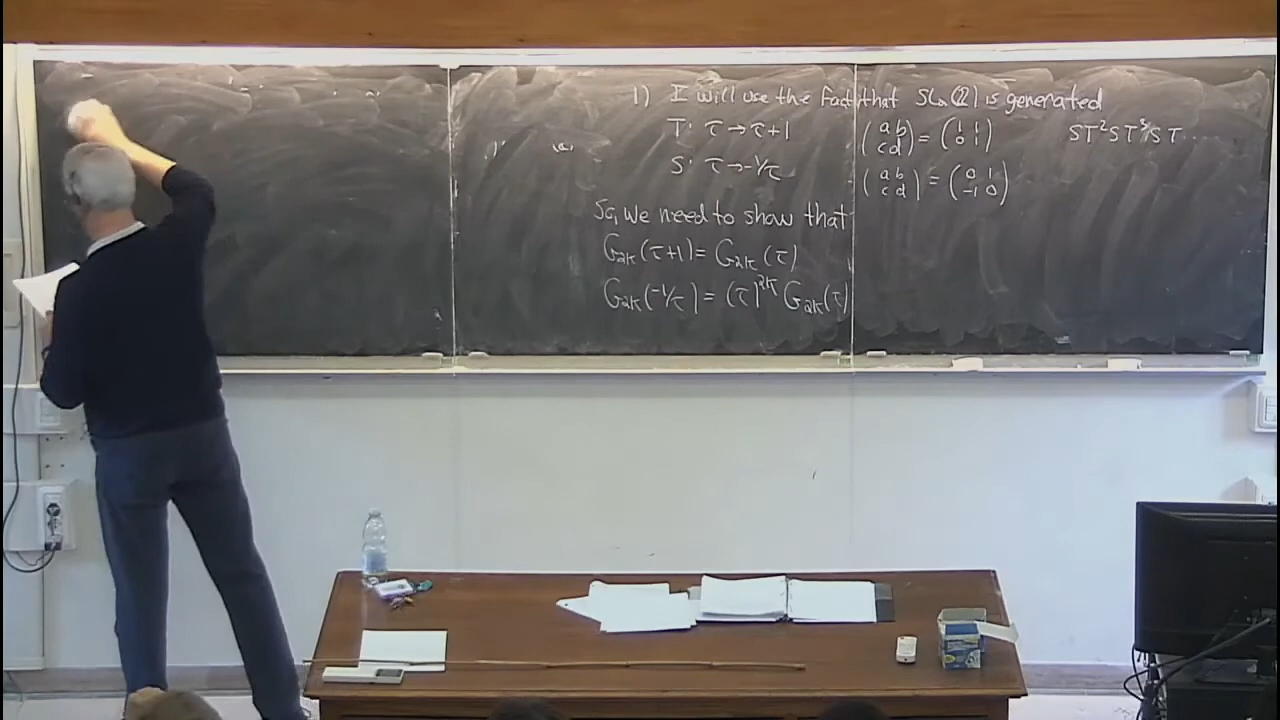 1) I will use the fact that SL₂(ℤ) is generated
T: τ → τ+1 (a b c d) = (1 1 0 1) ST²ST³ST....
S: τ → -1/τ (a b c d) = (0 1 -1 0)
So, we need to show that
G₂ₖ(τ+1) = G₂ₖ(τ)
G₂ₖ(-1/τ) = (τ)²ᵏ G₂ₖ(τ)